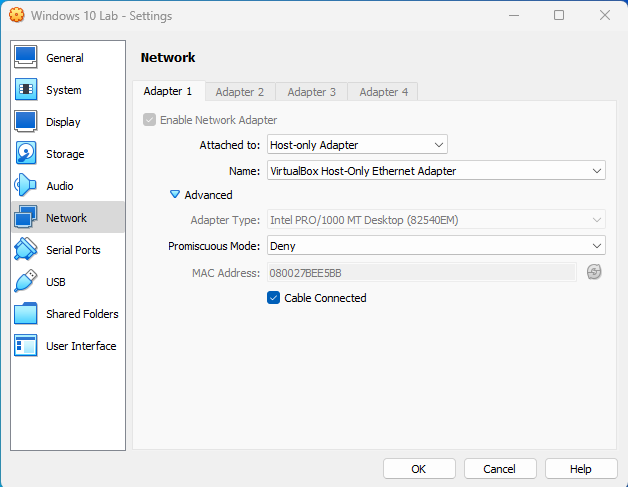 Windows 10 Lab - Settings
General
System
Display
Storage
Audio
Network
Serial Ports
USB
Shared Folders
User Interface
Network
Adapter 1 Adapter 2 Adapter 3 Adapter 4
Enable Network Adapter
Attached to: Host-only Adapter
Name: VirtualBox Host-Only Ethernet Adapter
Advanced
Adapter Type: Intel PRO/1000 MT Desktop (82540EM)
Promiscuous Mode: Deny
MAC Address: 080027BEE5BB
Cable Connected
OK Cancel Help